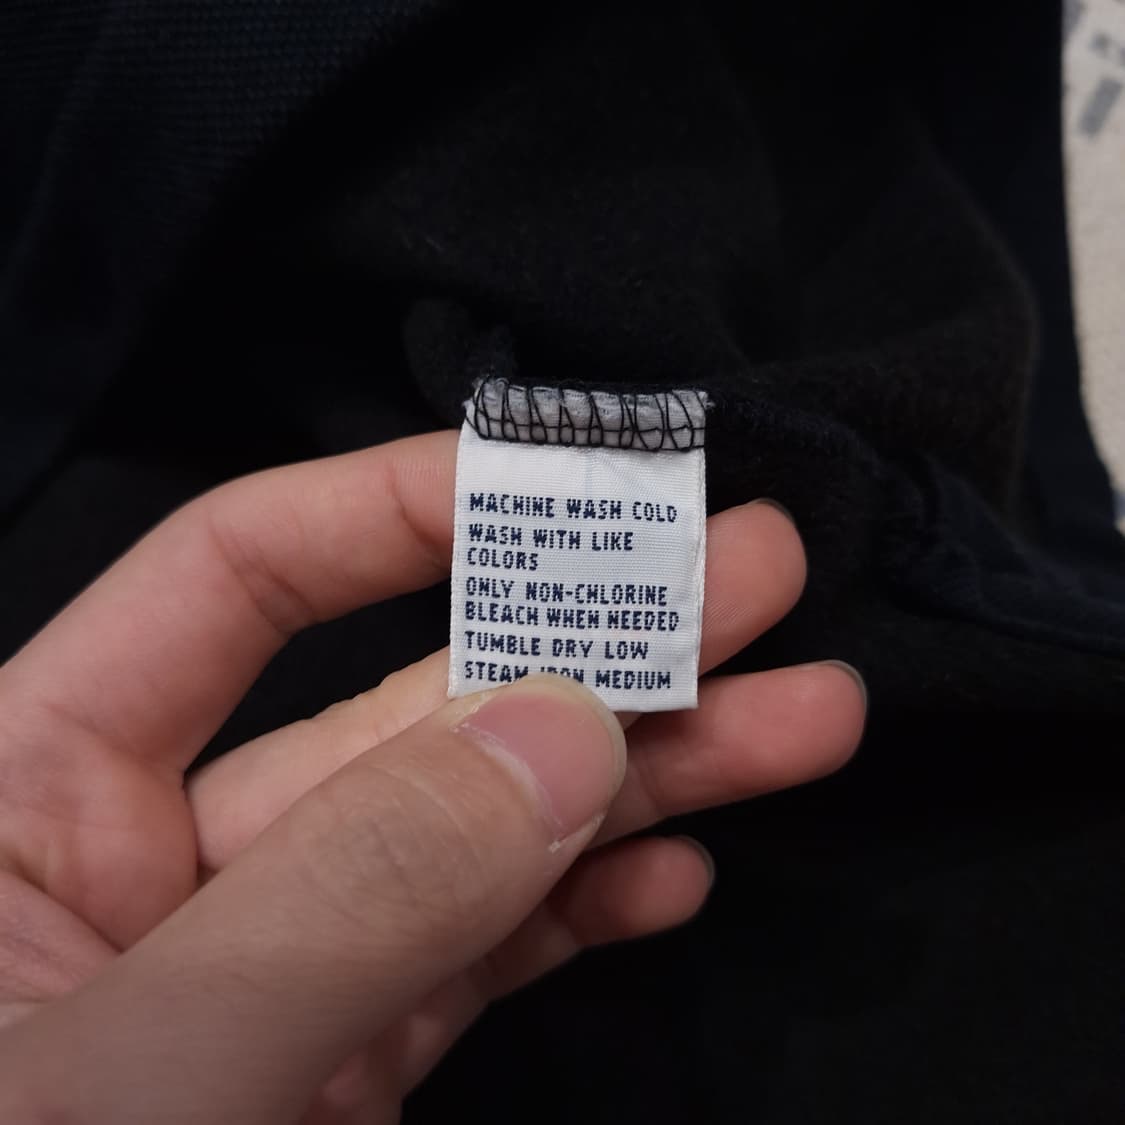 MACHINE WASH COLD
WASH WITH LIKE
COLORS
ONLY NON-CHLORINE
BLEACH WHEN NEEDED
TUMBLE DRY LOW
STEAM IRON MEDIUM